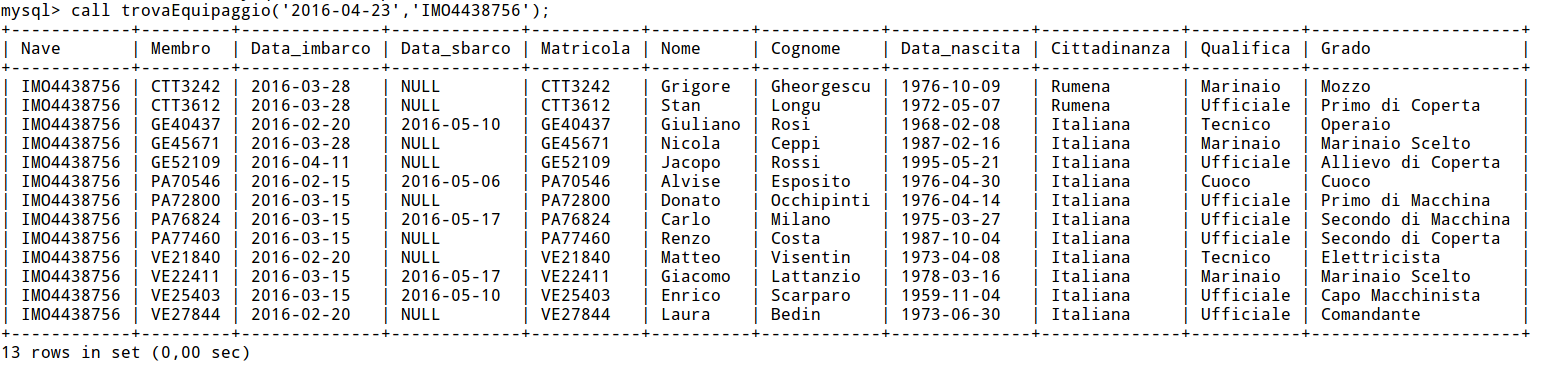 mysql> call trovaEquipaggio('2016-04-23','IMO4438756');
+------------+---------+--------------+-------------+-----------+----------+------------+--------------+--------------+-----------+---------------------+
| Nave       | Membro  | Data_imbarco | Data_sbarco | Matricola | Nome     | Cognome    | Data_nascita | Cittadinanza | Qualifica | Grado               |
+------------+---------+--------------+-------------+-----------+----------+------------+--------------+--------------+-----------+---------------------+
| IMO4438756 | CTT3242 | 2016-03-28   | NULL        | CTT3242   | Grigore  | Gheorgescu | 1976-10-09   | Rumena       | Marinaio  | Mozzo               |
| IMO4438756 | CTT3612 | 2016-03-28   | NULL        | CTT3612   | Stan     | Longu      | 1972-05-07   | Rumena       | Ufficiale | Primo di Coperta    |
| IMO4438756 | GE40437 | 2016-02-20   | 2016-05-10  | GE40437   | Giuliano | Rosi       | 1968-02-08   | Italiana     | Tecnico   | Operaio             |
| IMO4438756 | GE45671 | 2016-03-28   | NULL        | GE45671   | Nicola   | Ceppi      | 1987-02-16   | Italiana     | Marinaio  | Marinaio Scelto     |
| IMO4438756 | GE52109 | 2016-04-11   | NULL        | GE52109   | Jacopo   | Rossi      | 1995-05-21   | Italiana     | Ufficiale | Allievo di Coperta  |
| IMO4438756 | PA70546 | 2016-02-15   | 2016-05-06  | PA70546   | Alvise   | Esposito   | 1976-04-30   | Italiana     | Cuoco     | Cuoco               |
| IMO4438756 | PA72800 | 2016-03-15   | NULL        | PA72800   | Donato   | Occhipinti | 1976-04-14   | Italiana     | Ufficiale | Primo di Macchina   |
| IMO4438756 | PA76824 | 2016-03-15   | 2016-05-17  | PA76824   | Carlo    | Milano     | 1975-03-27   | Italiana     | Ufficiale | Secondo di Macchina |
| IMO4438756 | PA77460 | 2016-03-15   | NULL        | PA77460   | Renzo    | Costa      | 1987-10-04   | Italiana     | Ufficiale | Secondo di Coperta  |
| IMO4438756 | VE21840 | 2016-02-20   | NULL        | VE21840   | Matteo   | Visentin   | 1973-04-08   | Italiana     | Tecnico   | Elettricista        |
| IMO4438756 | VE22411 | 2016-03-15   | 2016-05-17  | VE22411   | Giacomo  | Lattanzio  | 1978-03-16   | Italiana     | Marinaio  | Marinaio Scelto     |
| IMO4438756 | VE25403 | 2016-03-15   | 2016-05-10  | VE25403   | Enrico   | Scarparo   | 1959-11-04   | Italiana     | Ufficiale | Capo Macchinista    |
| IMO4438756 | VE27844 | 2016-02-20   | NULL        | VE27844   | Laura    | Bedin      | 1973-06-30   | Italiana     | Ufficiale | Comandante          |
+------------+---------+--------------+-------------+-----------+----------+------------+--------------+--------------+-----------+---------------------+
13 rows in set (0,00 sec)